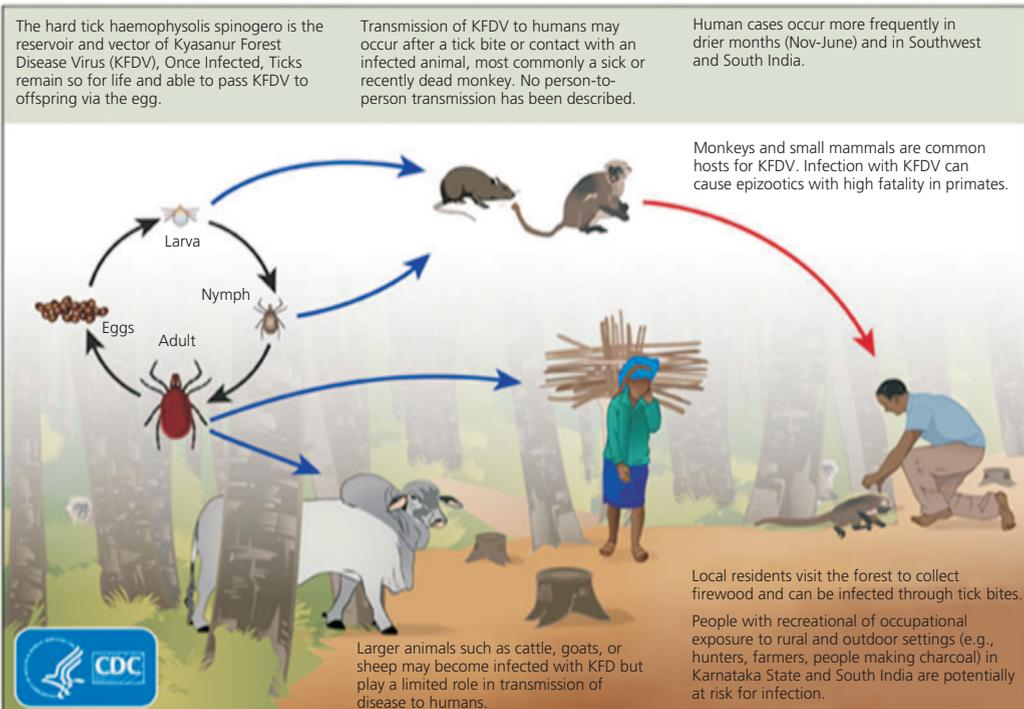 The hard tick haemophysolis spinogero is the
reservoir and vector of Kyasanur Forest
Disease Virus (KFDV), Once Infected, Ticks
remain so for life and able to pass KFDV to
offspring via the egg.
Transmission of KFDV to humans may
occur after a tick bite or contact with an
infected animal, most commonly a sick or
recently dead monkey. No person-to-
person transmission has been described.
Human cases occur more frequently in
drier months (Nov-June) and in Southwest
and South India.
Monkeys and small mammals are common
hosts for KFDV. Infection with KFDV can
cause epizootics with high fatality in primates.
Larva
Nymph
Eggs
Adult
Local residents visit the forest to collect
firewood and can be infected through tick bites.
People with recreational of occupational
exposure to rural and outdoor settings (e.g.,
hunters, farmers, people making charcoal) in
Karnataka State and South India are potentially
at risk for infection.
Larger animals such as cattle, goats, or
sheep may become infected with KFD but
play a limited role in transmission of
disease to humans.
CDC